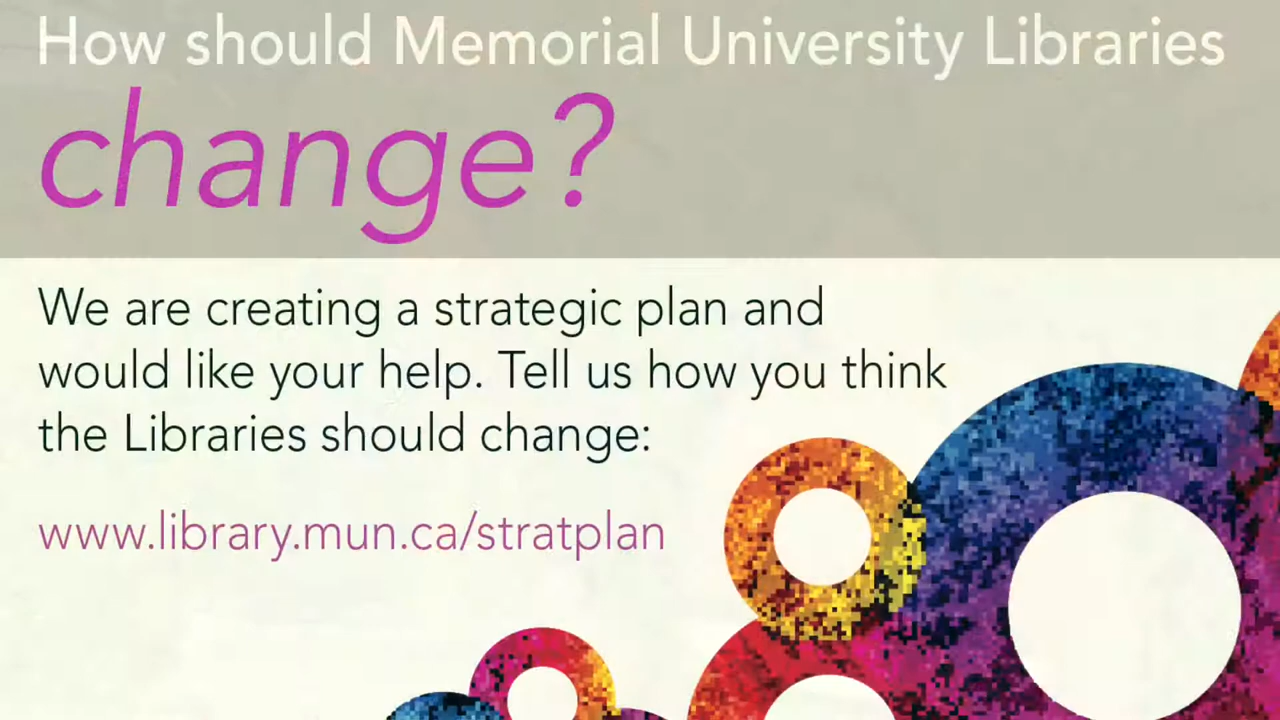 How should Memorial University Libraries
change?
We are creating a strategic plan and
would like your help. Tell us how you think
the Libraries should change:
www.library.mun.ca/stratplan